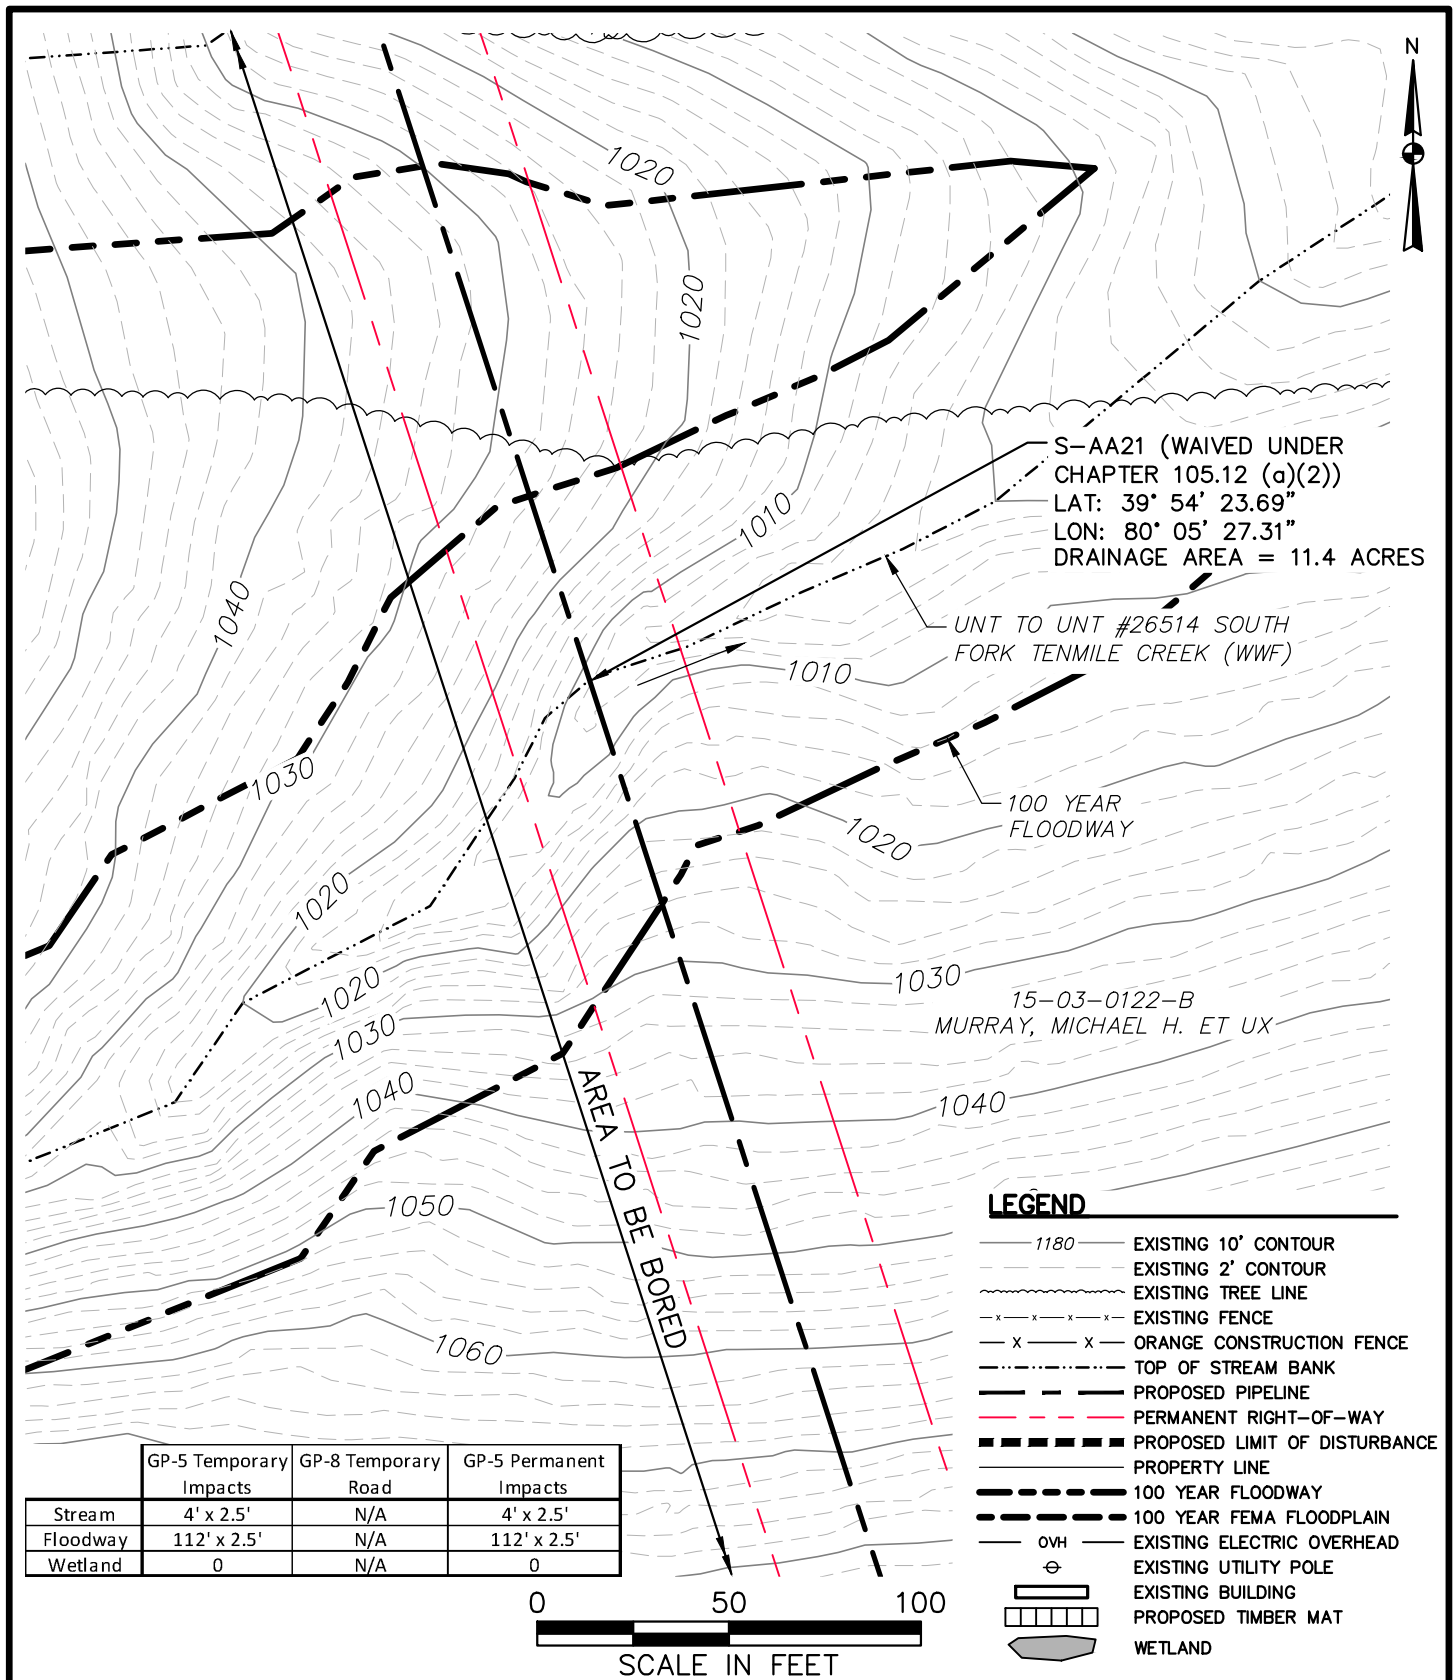 N
1020
1020
S-AA21 (WAIVED UNDER
CHAPTER 105.12 (a)(2))
LAT: 39° 54' 23.69"
LON: 80° 05' 27.31"
DRAINAGE AREA = 11.4 ACRES
1010
1040
UNT TO UNT #26514 SOUTH
FORK TENMILE CREEK (WWF)
1010
1030
100 YEAR
FLOODWAY
1020
1020
1020
1030
1030
15-03-0122-B
MURRAY, MICHAEL H. ET UX
1040
1040
AREA TO BE BORED
1050
1060
LEGEND
1180 EXISTING 10' CONTOUR
EXISTING 2' CONTOUR
EXISTING TREE LINE
x x x x EXISTING FENCE
X X ORANGE CONSTRUCTION FENCE
TOP OF STREAM BANK
PROPOSED PIPELINE
PERMANENT RIGHT-OF-WAY
PROPOSED LIMIT OF DISTURBANCE
PROPERTY LINE
100 YEAR FLOODWAY
100 YEAR FEMA FLOODPLAIN
OVH EXISTING ELECTRIC OVERHEAD
EXISTING UTILITY POLE
EXISTING BUILDING
PROPOSED TIMBER MAT
WETLAND
GP-5 Temporary GP-8 Temporary GP-5 Permanent
Impacts Road Impacts
Stream 4' x 2.5' N/A 4' x 2.5'
Floodway 112' x 2.5' N/A 112' x 2.5'
Wetland 0 N/A 0
0 50 100
SCALE IN FEET